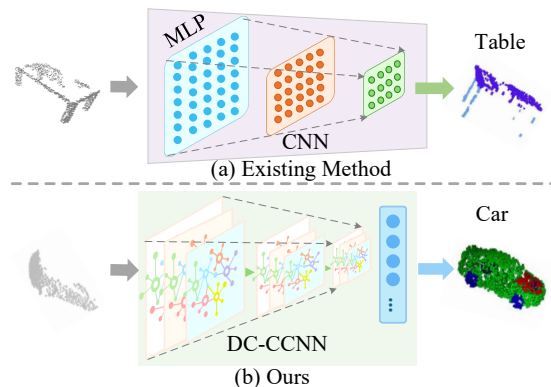 MLP
Table
CNN
(a) Existing Method
Car
DC-CCNN
(b) Ours